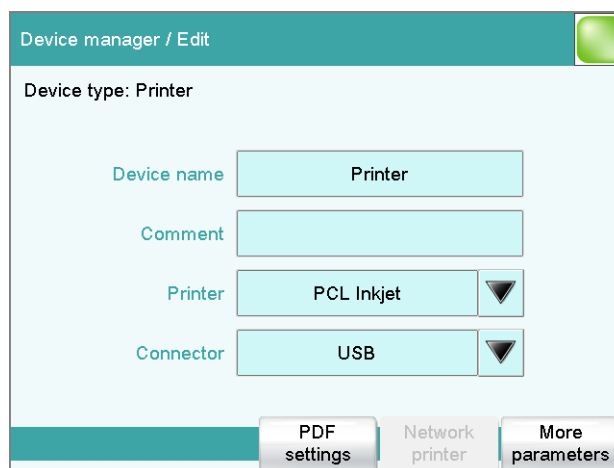 Device manager / Edit
Device type: Printer
Device name Printer
Comment
Printer PCL Inkjet
Connector USB
PDF Network More
settings printer parameters